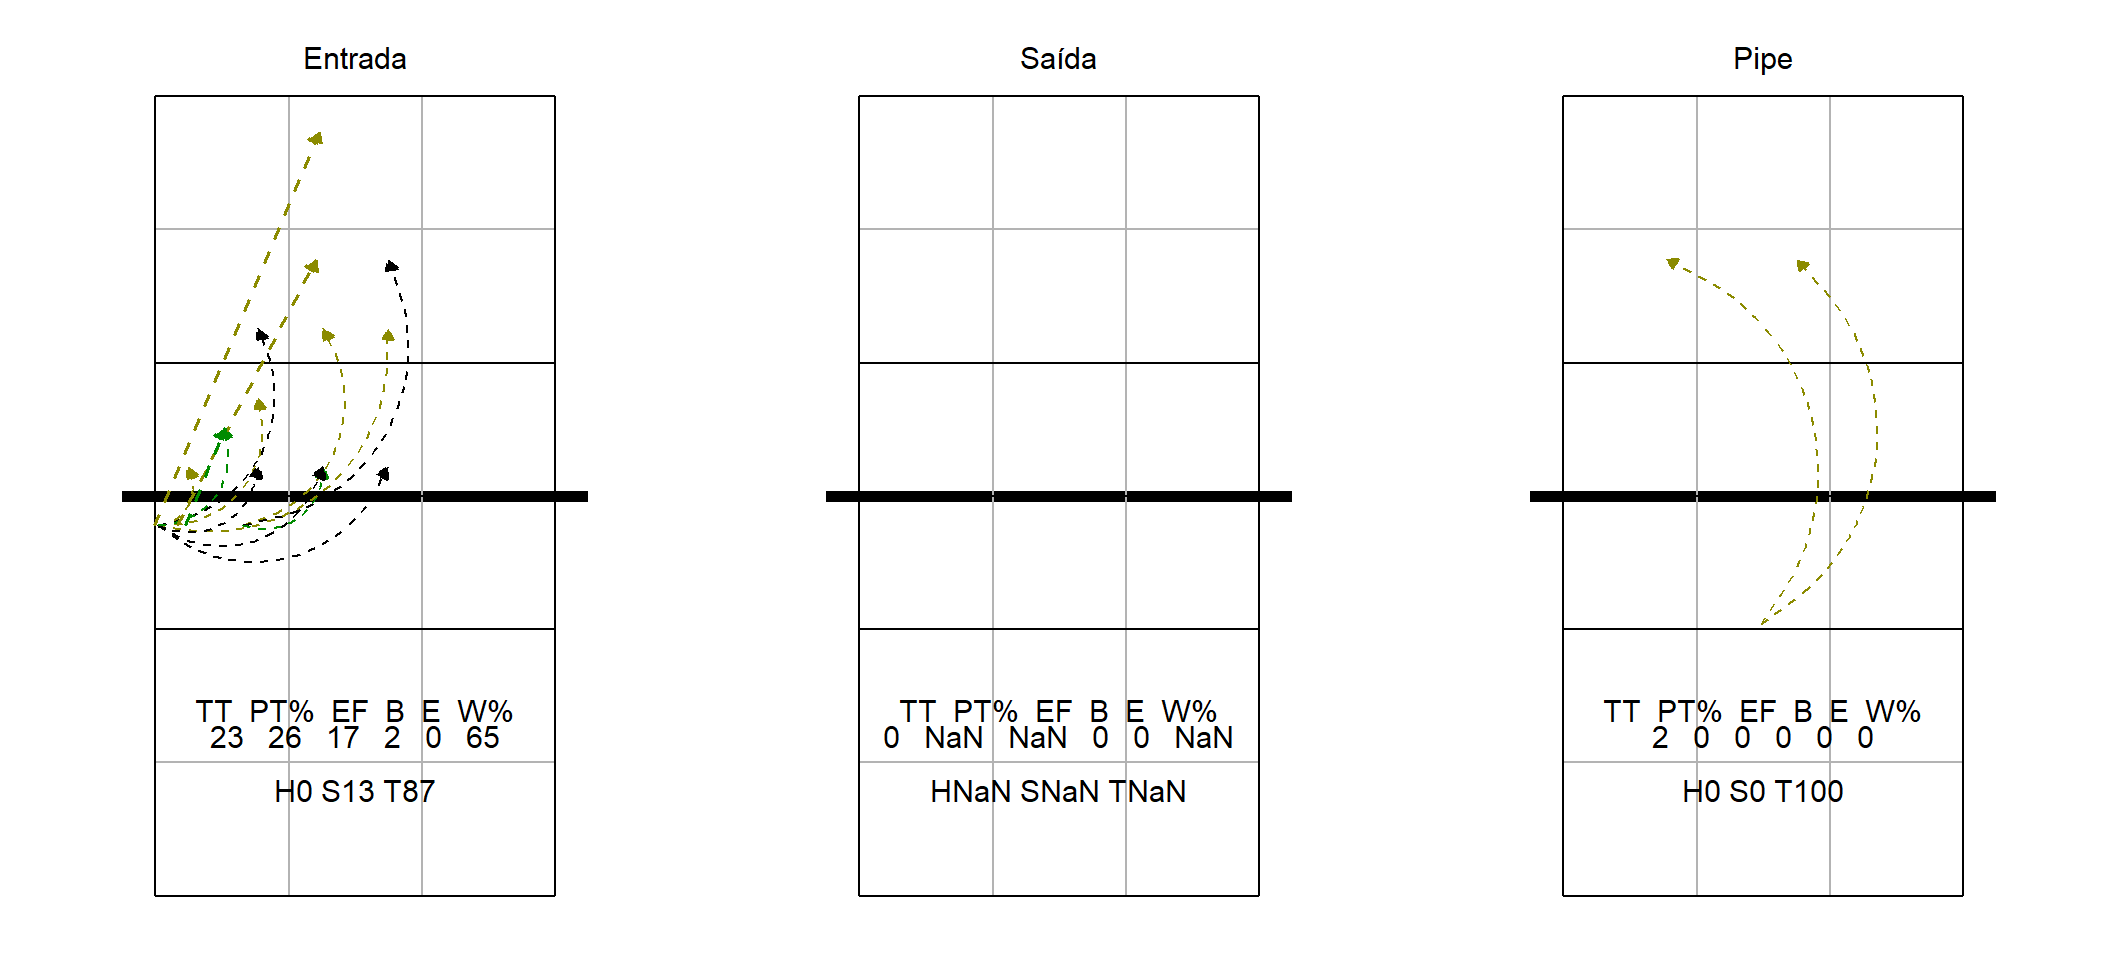 Entrada
TT PT% EF B E W%
23 26 17 2 0 65
H0 S13 T87
Saída
TT PT% EF B E W%
0 NaN NaN 0 0 NaN
HNaN SNaN TNaN
Pipe
TT PT% EF B E W%
2 0 0 0 0 0
H0 S0 T100